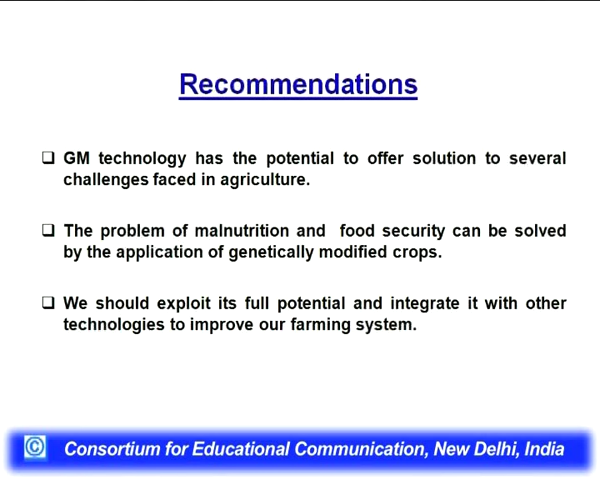 Recommendations
❑ GM technology has the potential to offer solution to several
challenges faced in agriculture.
❑ The problem of malnutrition and food security can be solved
by the application of genetically modified crops.
❑ We should exploit its full potential and integrate it with other
technologies to improve our farming system.
© Consortium for Educational Communication, New Delhi, India